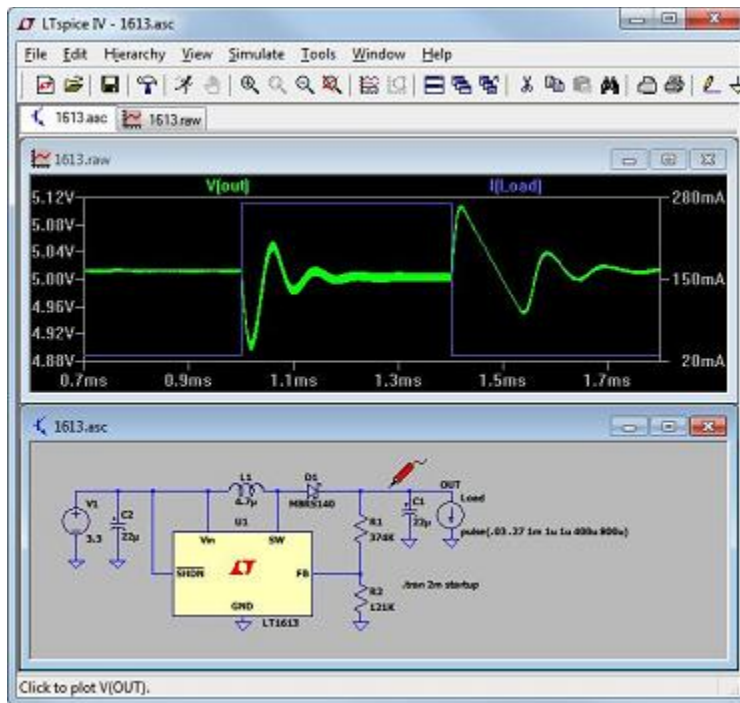 LTspice IV - 1613.asc
File Edit Hierarchy View Simulate Tools Window Help
1613.asc 1613.raw
1613.raw
V(out) I(Load)
5.12V 280mA
5.08V
5.04V
5.00V 150mA
4.96V
4.92V
4.88V 20mA
0.7ms 0.9ms 1.1ms 1.3ms 1.5ms 1.7ms
1613.asc
L1 D1 OUT
4.7µ MBRS140 C1 Load
V1 C2 U1 R1 22µ
3.3 22µ Vin SW 374K pulse(.03 .27 1m 1u 1u 400u 800u)
SHDN LT FB
R2 .tran 2m startup
GND 121K
LT1613
Click to plot V(OUT).